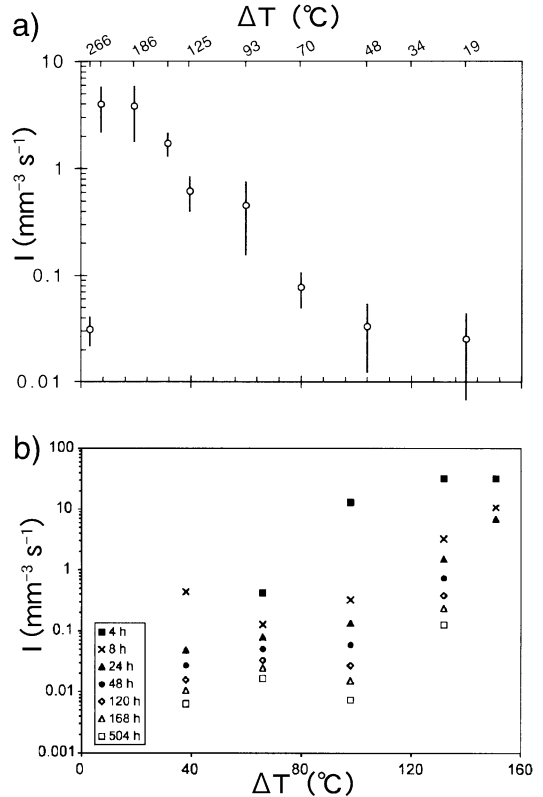 a)
ΔT (°C)
266 186 125 93 70 48 34 19
10
1
0.1
0.01
I (mm⁻³ s⁻¹)
b)
100
10
1
0.1
0.01
0.001
I (mm⁻³ s⁻¹)
4 h
8 h
24 h
48 h
120 h
168 h
504 h
0 40 80 120 160
ΔT (°C)